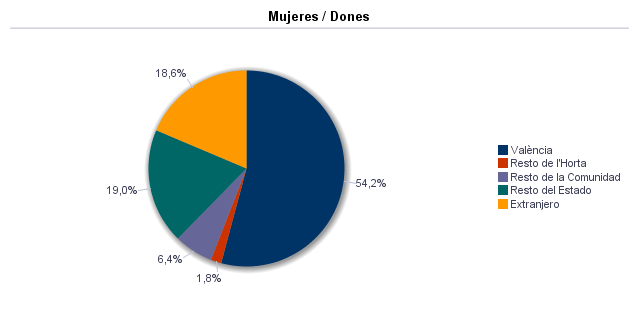 Mujeres / Dones
18,6%
54,2%
19,0%
6,4%
1,8%
València
Resto de l'Horta
Resto de la Comunidad
Resto del Estado
Extranjero